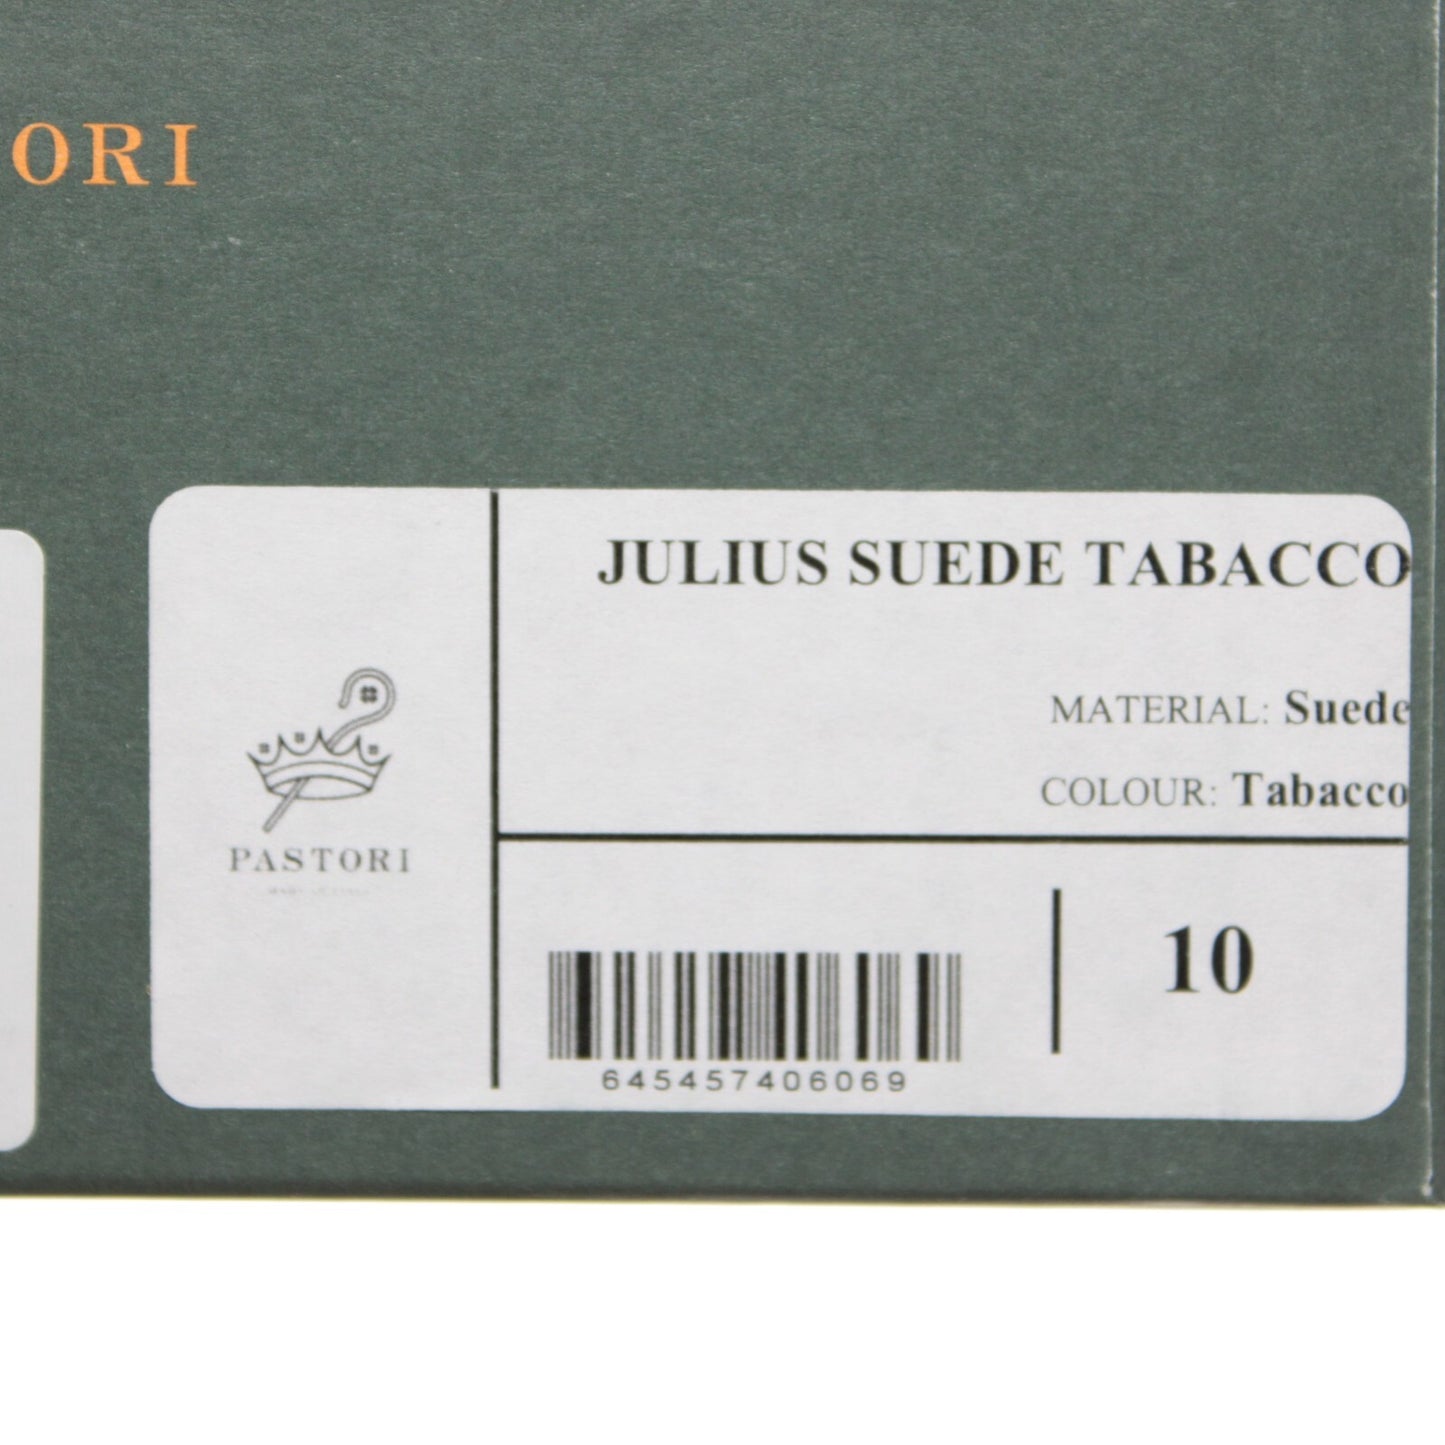 ORI
JULIUS SUEDE TABACCO
MATERIAL: Suede
COLOUR: Tabacco
PASTORI
10
645457406069